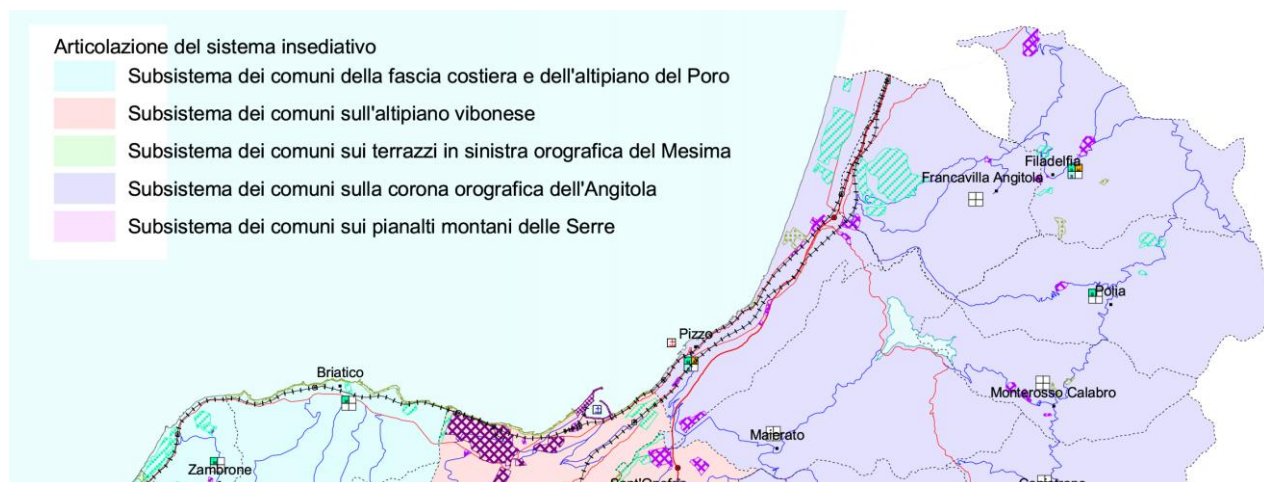 Articolazione del sistema insediativo
Subsistema dei comuni della fascia costiera e dell'altipiano del Poro
Subsistema dei comuni sull'altipiano vibonese
Subsistema dei comuni sui terrazzi in sinistra orografica del Mesima
Subsistema dei comuni sulla corona orografica dell'Angitola
Subsistema dei comuni sui pianalti montani delle Serre
Filadelfia
Francavilla Angitola
Polia
Pizzo
Briatico
Monterosso Calabro
Maierato
Zambrone